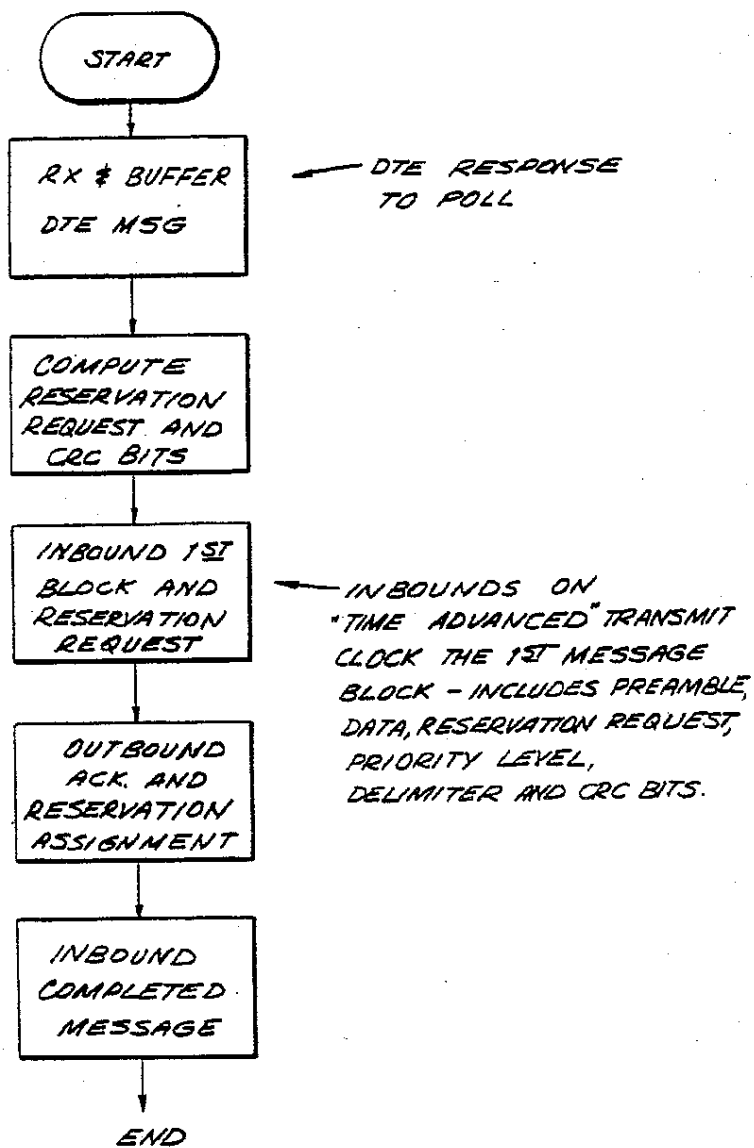 START
RX & BUFFER
DTE MSG
DTE RESPONSE
TO POLL
COMPUTE
RESERVATION
REQUEST AND
CRC BITS
INBOUND 1ST
BLOCK AND
RESERVATION
REQUEST
INBOUNDS ON
"TIME ADVANCED" TRANSMIT
CLOCK THE 1ST MESSAGE
BLOCK - INCLUDES PREAMBLE,
DATA, RESERVATION REQUEST,
PRIORITY LEVEL,
DELIMITER AND CRC BITS.
OUTBOUND
ACK. AND
RESERVATION
ASSIGNMENT
INBOUND
COMPLETED
MESSAGE
END